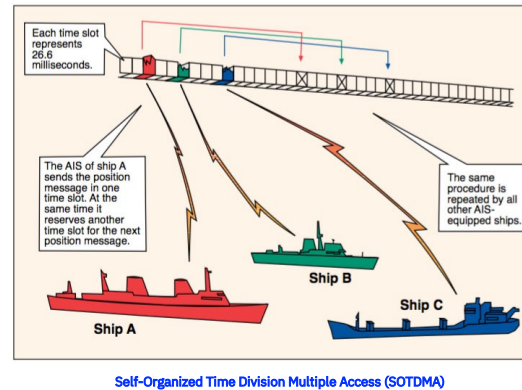 Each time slot
represents
26.6
milliseconds.
The AIS of ship A
sends the position
message in one
time slot. At the
same time it
reserves another
time slot for the next
position message.
The same
procedure is
repeated by all
other AIS-
equipped ships.
Ship B
Ship C
Ship A
Self-Organized Time Division Multiple Access (SOTDMA)